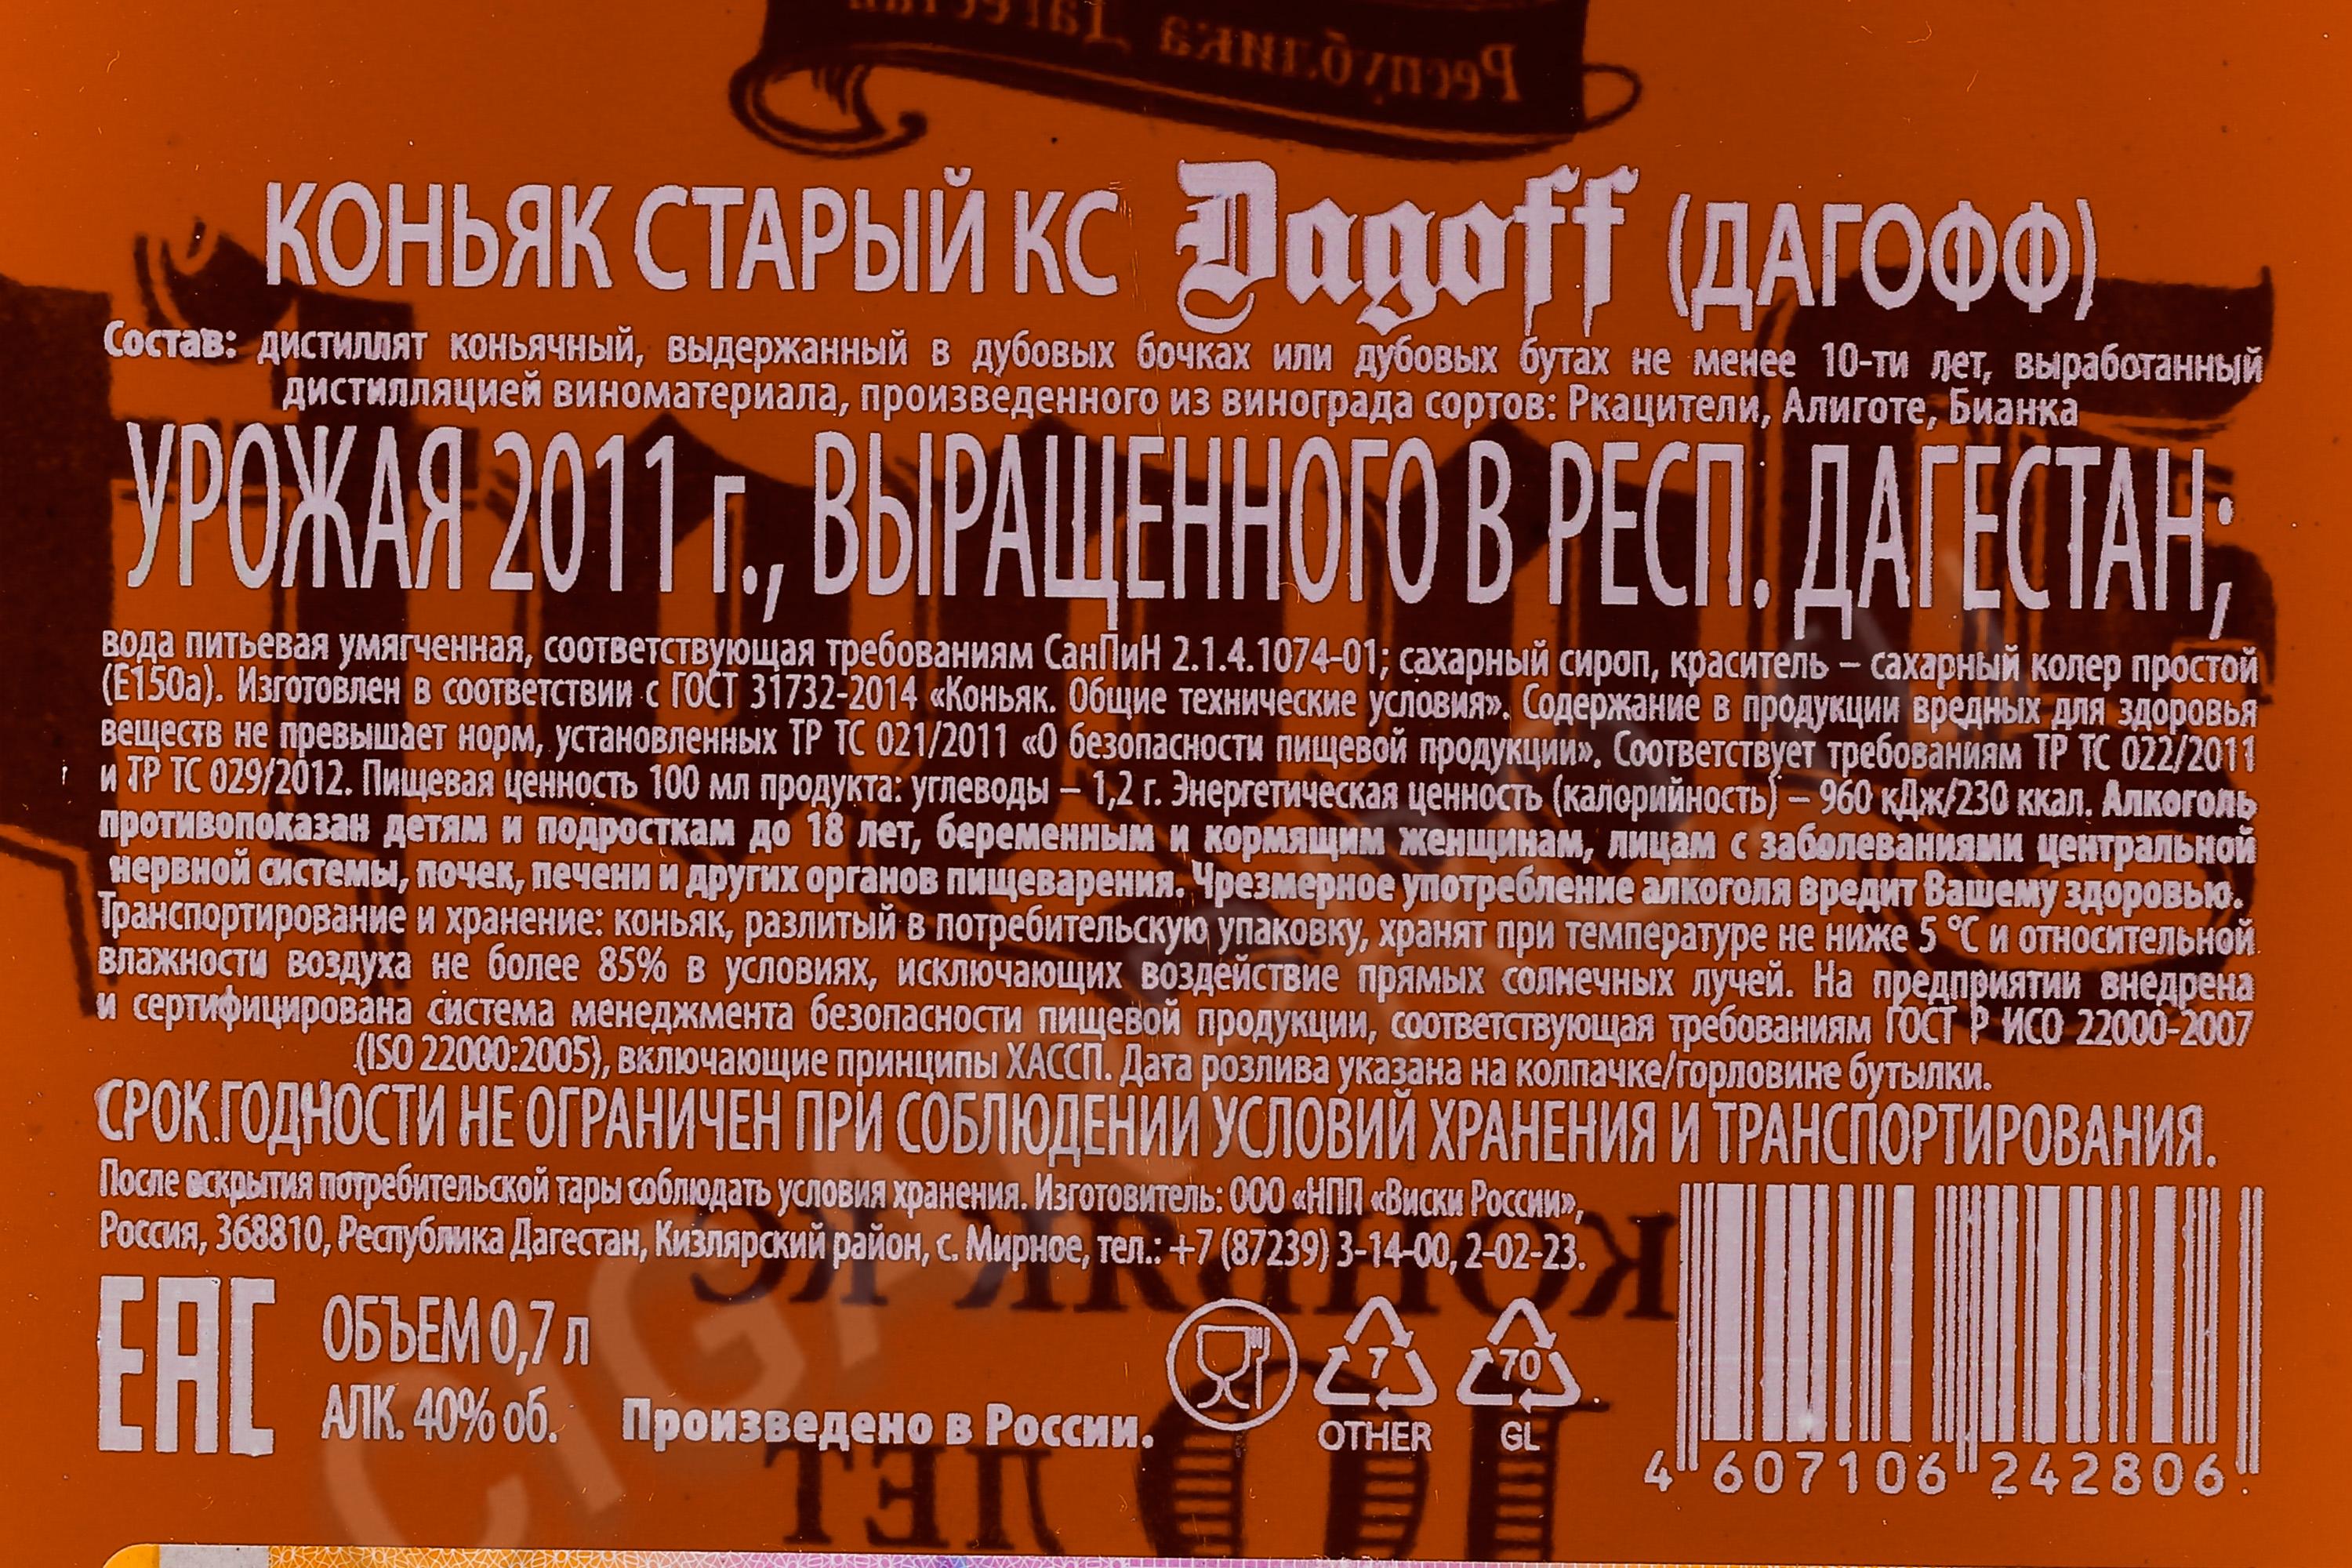 Республика Дагестан
КОНЬЯК СТАРЫЙ КС Dagoff (ДАГОФФ)
Состав: дистиллят коньячный, выдержанный в дубовых бочках или дубовых бутах не менее 10-ти лет, выработанный
дистилляцией виноматериала, произведенного из винограда сортов: Ркацители, Алиготе, Бианка
УРОЖАЯ 2011 г., ВЫРАЩЕННОГО В РЕСП. ДАГЕСТАН;
вода питьевая умягченная, соответствующая требованиям СанПиН 2.1.4.1074-01; сахарный сироп, краситель – сахарный колер простой
(Е150а). Изготовлен в соответствии с ГОСТ 31732-2014 «Коньяк. Общие технические условия». Содержание в продукции вредных для здоровья
веществ не превышает норм, установленных ТР ТС 021/2011 «О безопасности пищевой продукции». Соответствует требованиям ТР ТС 022/2011
и ТР ТС 029/2012. Пищевая ценность 100 мл продукта: углеводы – 1,2 г. Энергетическая ценность (калорийность) – 960 кДж/230 ккал. Алкоголь
противопоказан детям и подросткам до 18 лет, беременным и кормящим женщинам, лицам с заболеваниями центральной
нервной системы, почек, печени и других органов пищеварения. Чрезмерное употребление алкоголя вредит Вашему здоровью.
Транспортирование и хранение: коньяк, разлитый в потребительскую упаковку, хранят при температуре не ниже 5 °С и относительной
влажности воздуха не более 85% в условиях, исключающих воздействие прямых солнечных лучей. На предприятии внедрена
и сертифицирована система менеджмента безопасности пищевой продукции, соответствующая требованиям ГОСТ Р ИСО 22000-2007
(ISO 22000:2005), включающие принципы ХАССП. Дата розлива указана на колпачке/горловине бутылки.
СРОК ГОДНОСТИ НЕ ОГРАНИЧЕН ПРИ СОБЛЮДЕНИИ УСЛОВИЙ ХРАНЕНИЯ И ТРАНСПОРТИРОВАНИЯ.
После вскрытия потребительской тары соблюдать условия хранения. Изготовитель: ООО «НПП «Виски России»,
Россия, 368810, Республика Дагестан, Кизлярский район, с. Мирное, тел.: +7 (87239) 3-14-00, 2-02-23.
КОНЬЯК КС
EAC
ОБЪЕМ 0,7 л
АЛК. 40% об.
Произведено в России.
7
OTHER
70
GL
4 607106 242806
10 ЛЕТ